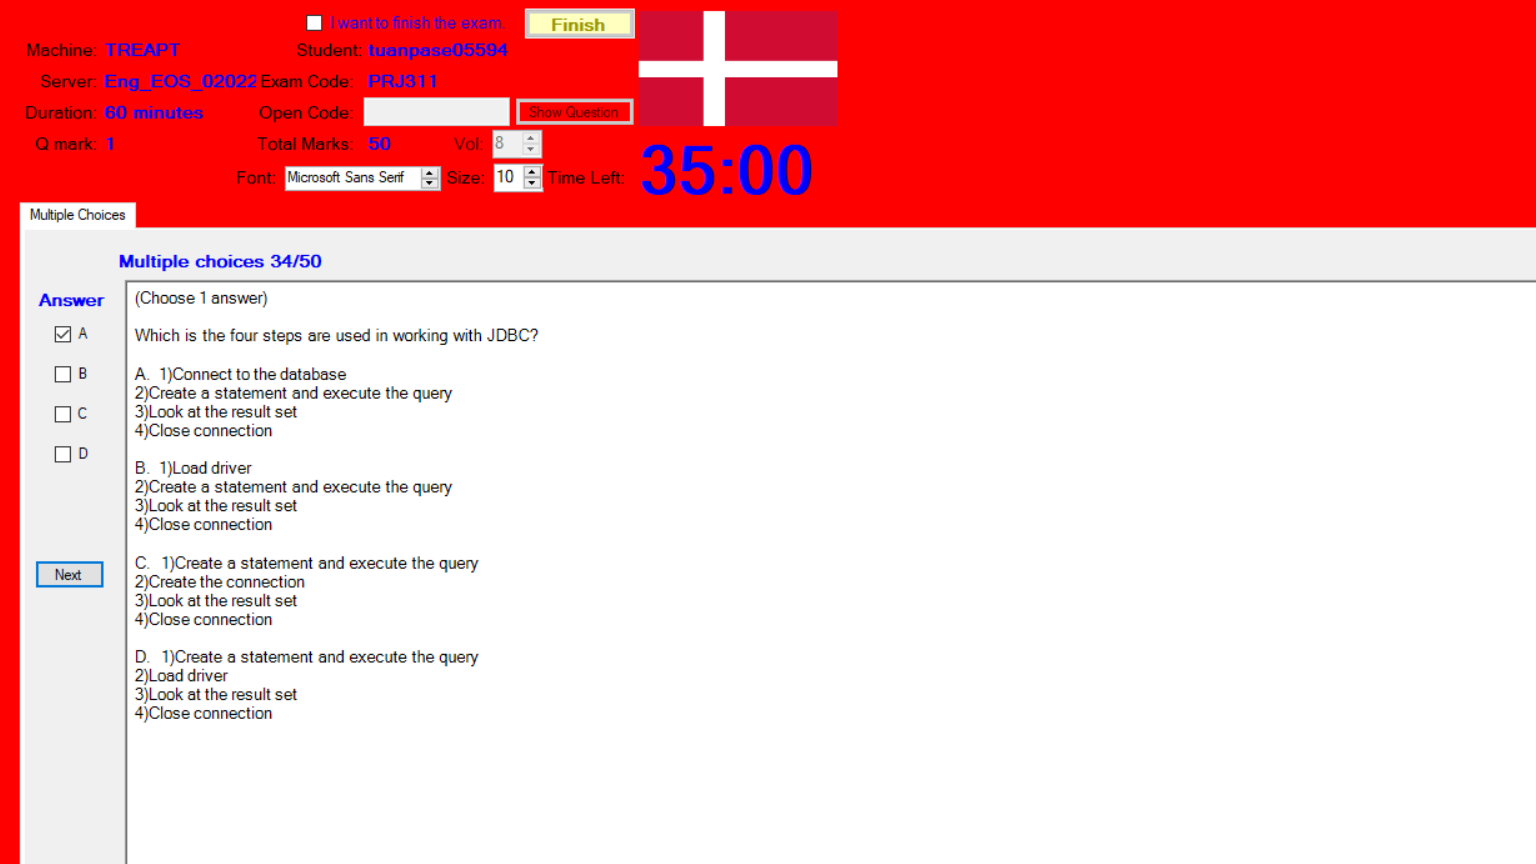 I want to finish the exam.
Finish
Machine: TREAPT
Student: tuanpase05594
Server: Eng_EOS_02022
Exam Code: PRJ311
Duration: 60 minutes
Open Code:
Show Question
Q mark: 1
Total Marks: 50
Vol: 8
Font: Microsoft Sans Serif
Size: 10
Time Left: 35:00
Multiple Choices
Multiple choices 34/50
Answer
A
B
C
D
Next
(Choose 1 answer)
Which is the four steps are used in working with JDBC?
A. 1)Connect to the database
2)Create a statement and execute the query
3)Look at the result set
4)Close connection
B. 1)Load driver
2)Create a statement and execute the query
3)Look at the result set
4)Close connection
C. 1)Create a statement and execute the query
2)Create the connection
3)Look at the result set
4)Close connection
D. 1)Create a statement and execute the query
2)Load driver
3)Look at the result set
4)Close connection